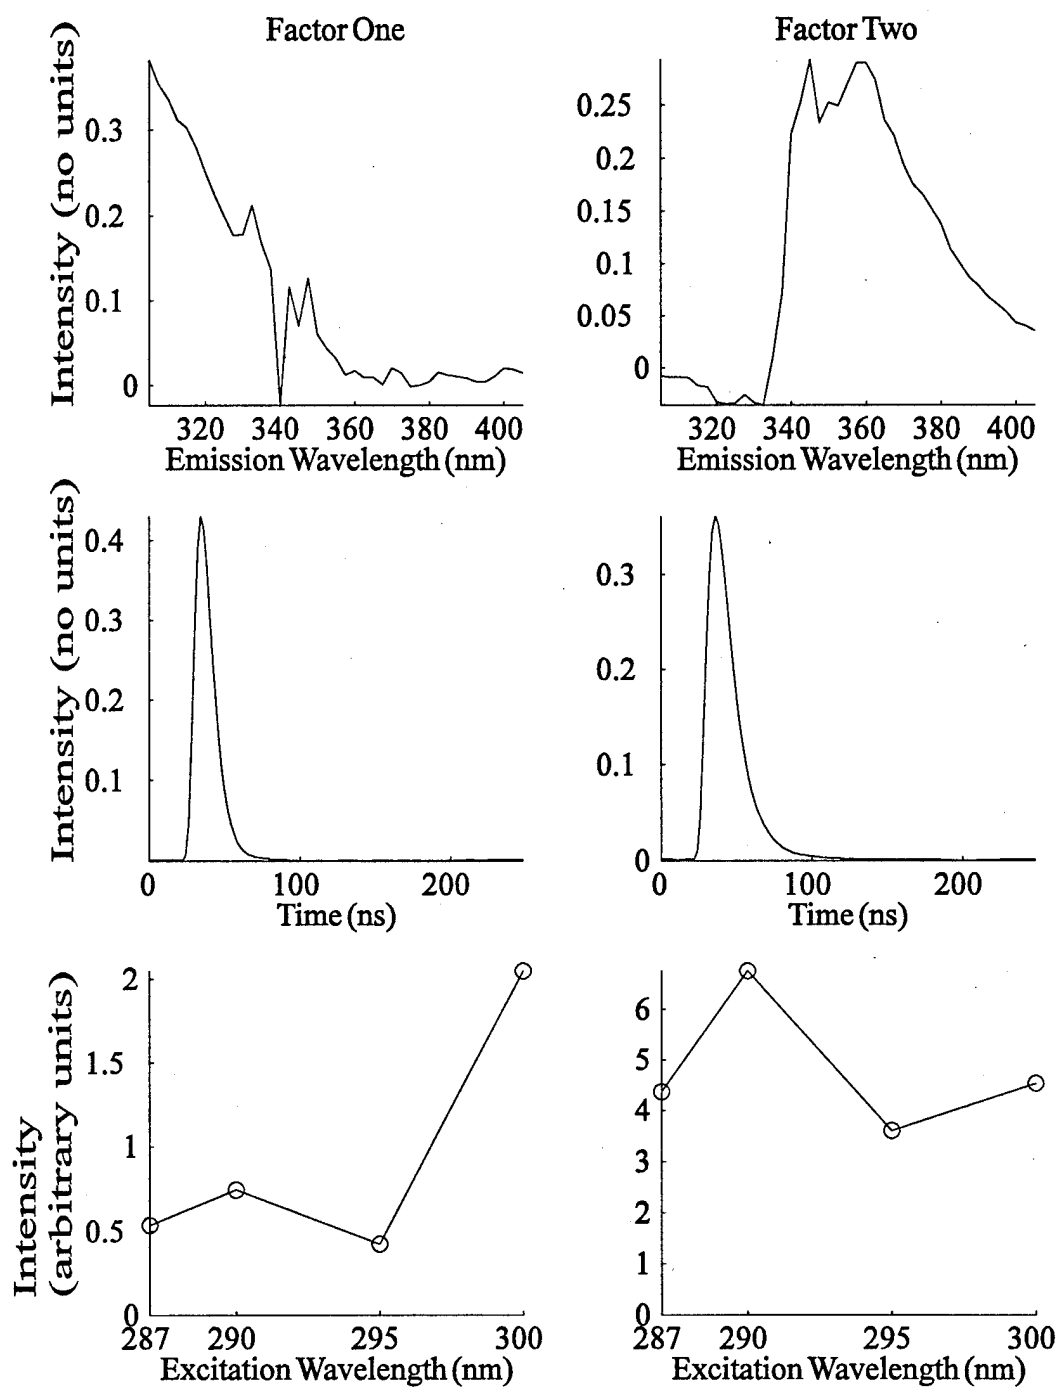 Factor One
Factor Two
Intensity (no units)
0.3
0.2
0.1
0
320 340 360 380 400
Emission Wavelength (nm)
0.25
0.2
0.15
0.1
0.05
0
320 340 360 380 400
Emission Wavelength (nm)
Intensity (no units)
0.4
0.3
0.2
0.1
0 100 200
Time (ns)
0.3
0.2
0.1
0
0 100 200
Time (ns)
Intensity
(arbitrary units)
2
1.5
1
0.5
0
287 290 295 300
Excitation Wavelength (nm)
6
5
4
3
2
1
0
287 290 295 300
Excitation Wavelength (nm)